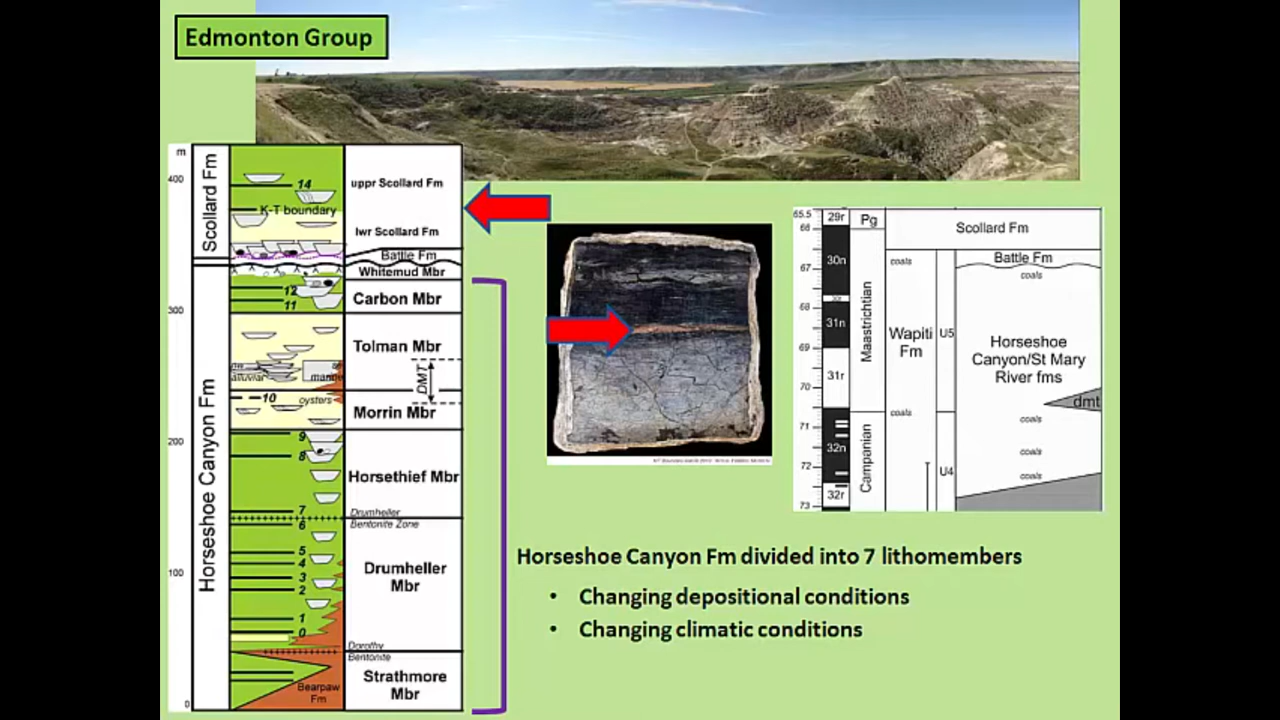 Edmonton Group
m
400
300
200
100
0
Scollard Fm
Horseshoe Canyon Fm
14
K-T boundary
12
11
10
oysters
9
8
7
6
5
4
3
2
1
0
Bearpaw
Fm
uppr Scollard Fm
lwr Scollard Fm
Battle Fm
Whitemud Mbr
Carbon Mbr
Tolman Mbr
DMT
Morrin Mbr
Horsethief Mbr
Drumheller
Bentonite Zone
Drumheller
Mbr
Dorothy
Bentonite
Strathmore
Mbr
65.5
66
67
68
69
70
71
72
73
29r
30n
31n
31r
32n
32r
Pg
Maastrichtian
Campanian
coals
Wapiti
Fm
coals
U5
U4
Scollard Fm
Battle Fm
coals
Horseshoe
Canyon/St Mary
River fms
dmt
coals
coals
coals
Horseshoe Canyon Fm divided into 7 lithomembers
• Changing depositional conditions
• Changing climatic conditions